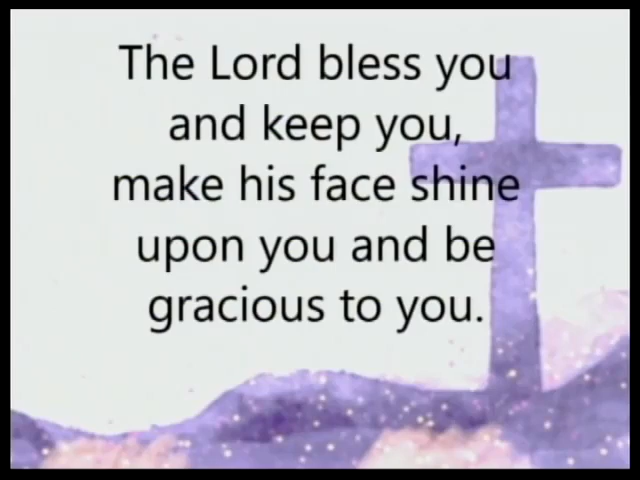 The Lord bless you
and keep you,
make his face shine
upon you and be
gracious to you.